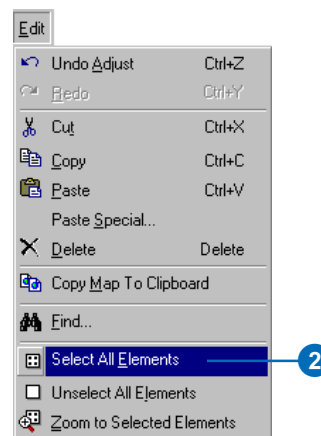 Edit
Undo Adjust Ctrl+Z
Redo Ctrl+Y
Cut Ctrl+X
Copy Ctrl+C
Paste Ctrl+V
Paste Special...
Delete Delete
Copy Map To Clipboard
Find...
Select All Elements 2
Unselect All Elements
Zoom to Selected Elements